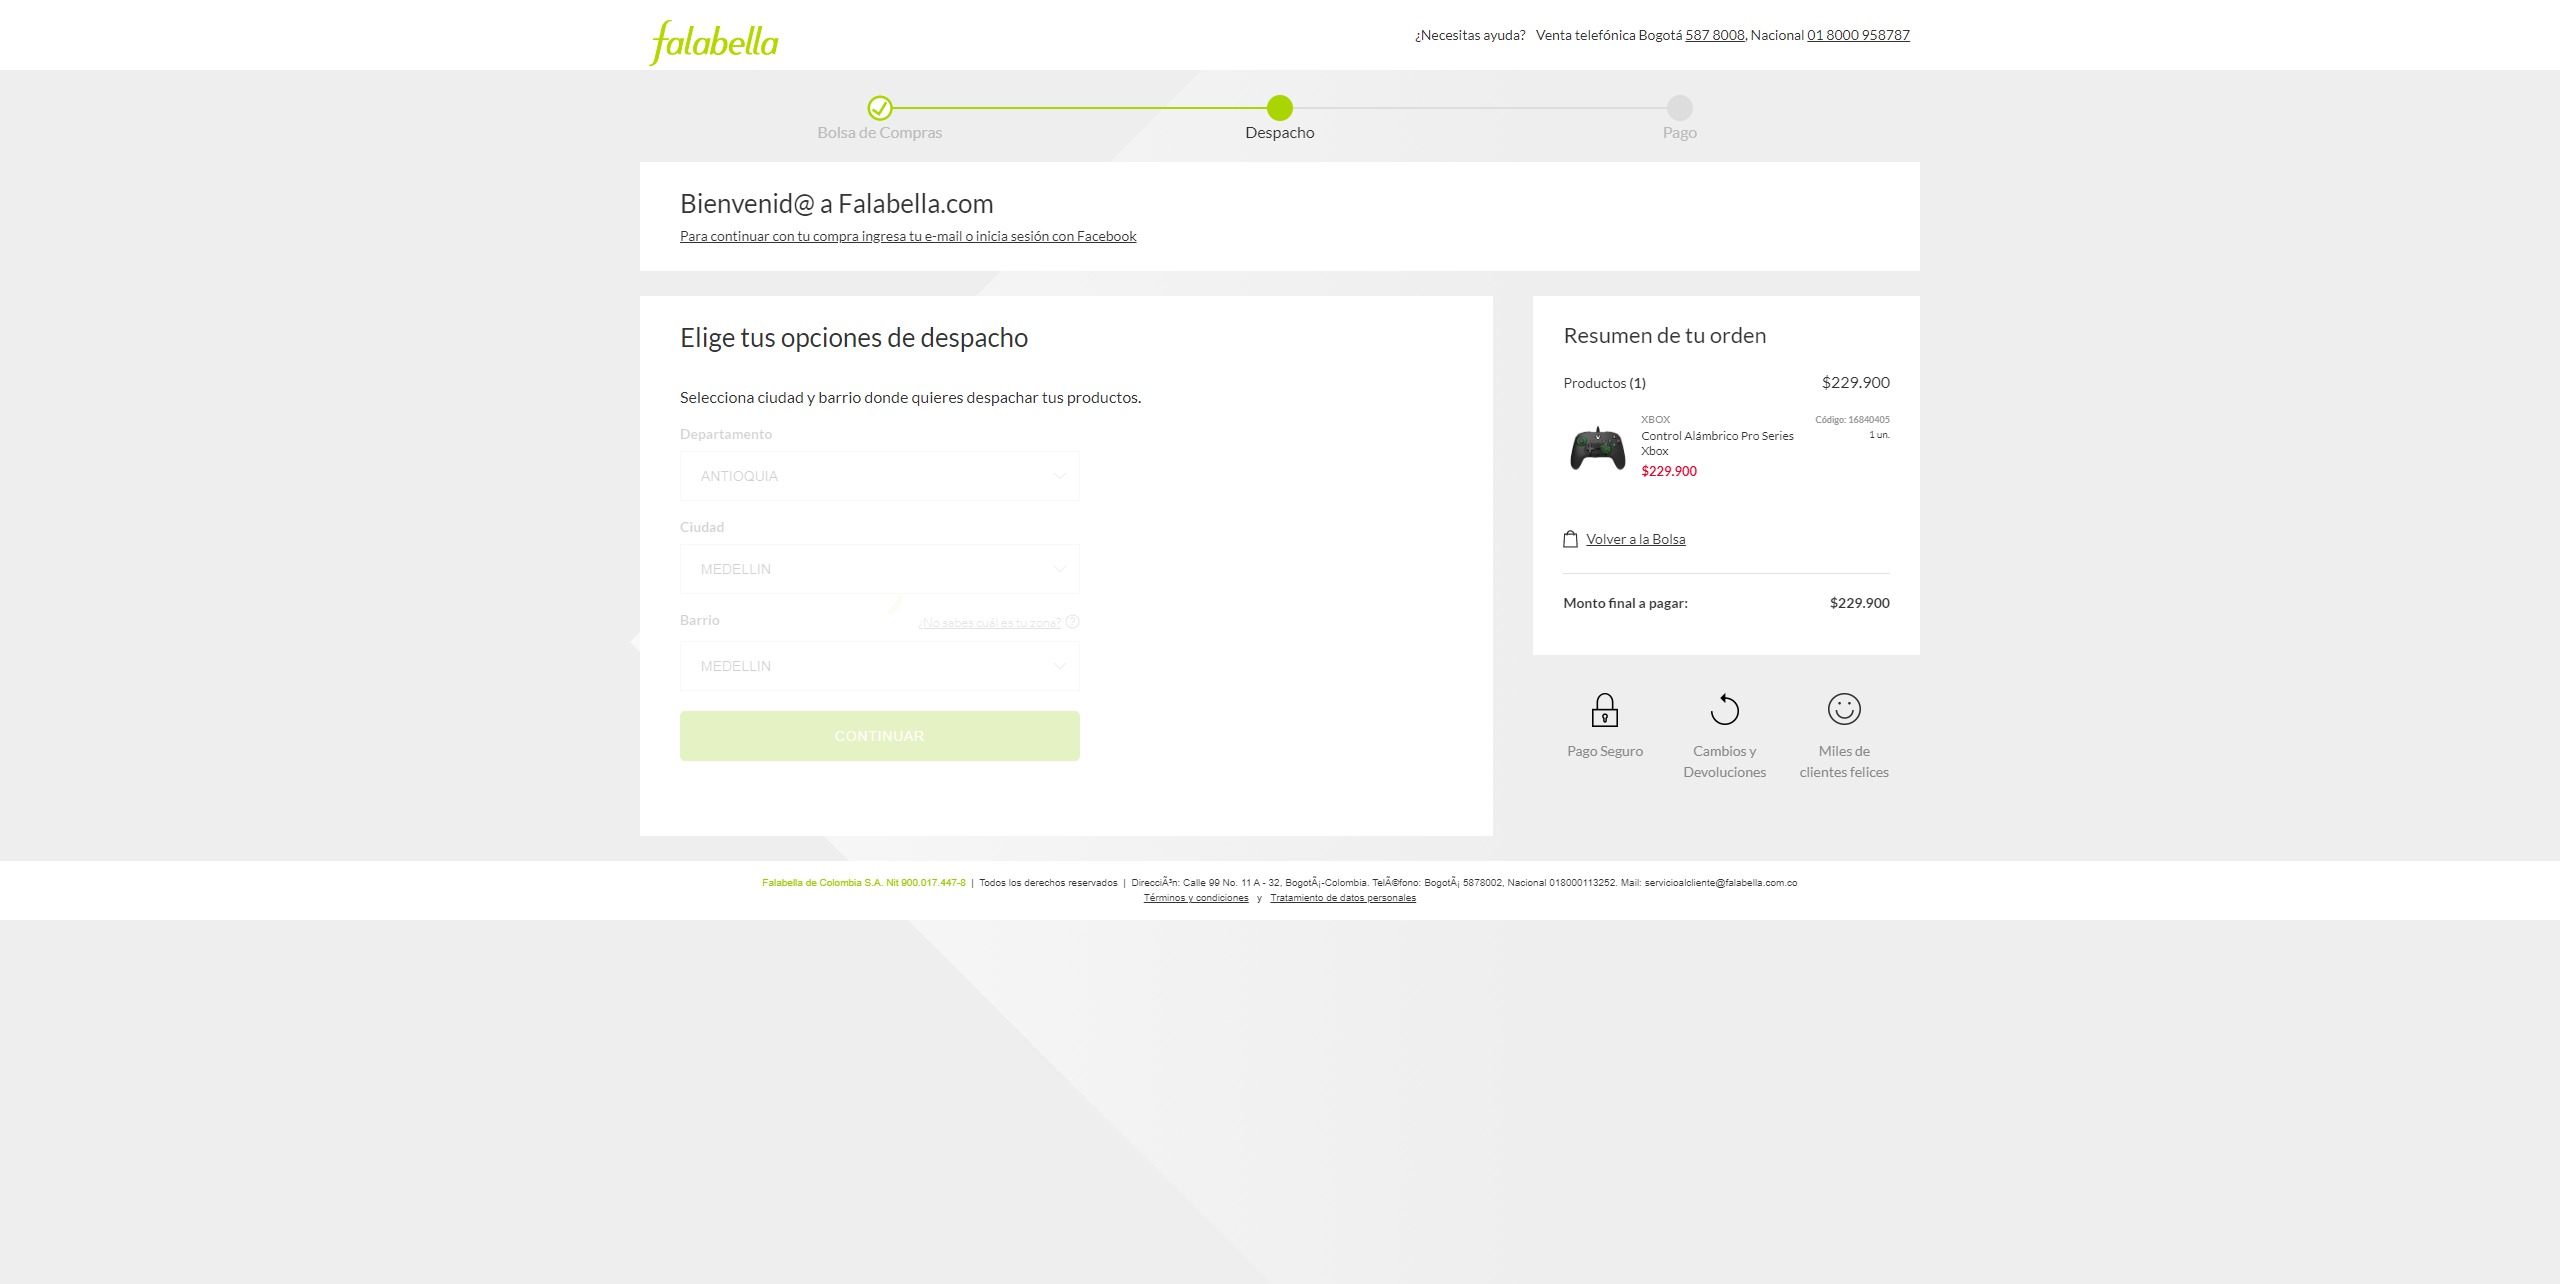 falabella
¿Necesitas ayuda? Venta telefónica Bogotá 587 8008, Nacional 01 8000 958787
Bolsa de Compras
Despacho
Pago
Bienvenid@ a Falabella.com
Para continuar con tu compra ingresa tu e-mail o inicia sesión con Facebook
Elige tus opciones de despacho
Selecciona ciudad y barrio donde quieres despachar tus productos.
Departamento
ANTIOQUIA
Ciudad
MEDELLIN
Barrio
¿No sabes cuál es tu zona? ?
MEDELLIN
CONTINUAR
Resumen de tu orden
Productos (1) $229.900
XBOX Código: 16840405
Control Alámbrico Pro Series 1 un.
Xbox
$229.900
Volver a la Bolsa
Monto final a pagar: $229.900
Pago Seguro
Cambios y
Devoluciones
Miles de
clientes felices
Falabella de Colombia S.A. Nit 900.017.447-8 | Todos los derechos reservados | DirecciÃ³n: Calle 99 No. 11 A - 32, BogotÃ¡-Colombia. TelÃ©fono: BogotÃ¡ 5878002, Nacional 018000113252. Mail: servicioalcliente@falabella.com.co
Términos y condiciones y Tratamiento de datos personales